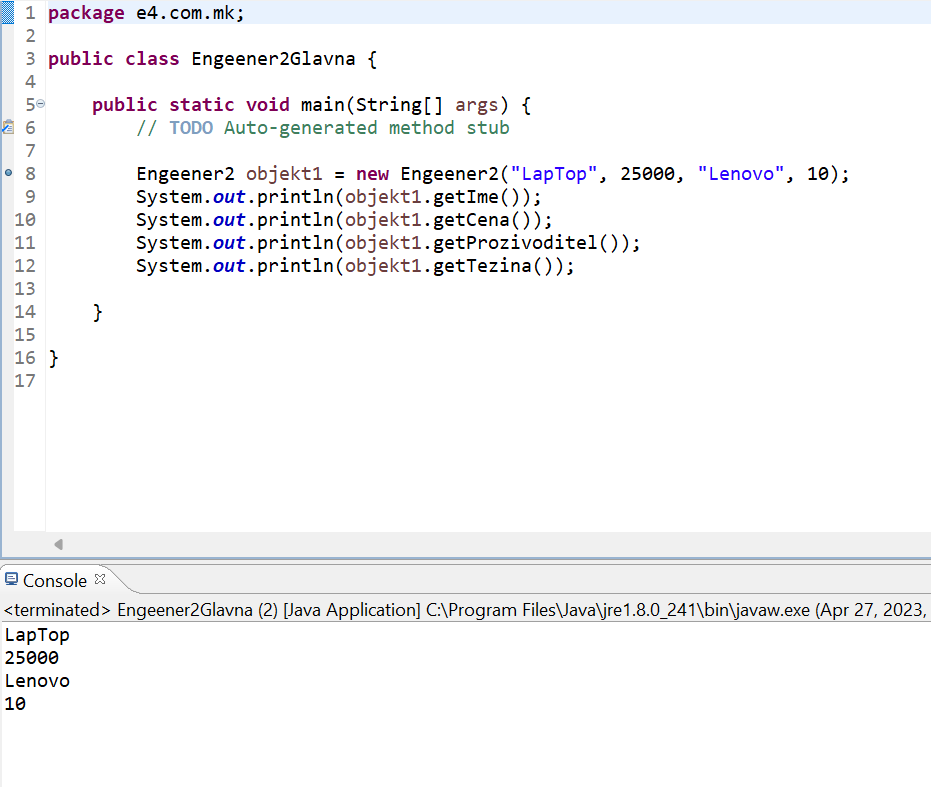 1 package e4.com.mk;
2
3 public class Engeener2Glavna {
4
5 public static void main(String[] args) {
6 // TODO Auto-generated method stub
7
8 Engeener2 objekt1 = new Engeener2("LapTop", 25000, "Lenovo", 10);
9 System.out.println(objekt1.getIme());
10 System.out.println(objekt1.getCena());
11 System.out.println(objekt1.getProzivoditel());
12 System.out.println(objekt1.getTezina());
13
14 }
15
16 }
17
Console
<terminated> Engeener2Glavna (2) [Java Application] C:\Program Files\Java\jre1.8.0_241\bin\javaw.exe (Apr 27, 2023,
LapTop
25000
Lenovo
10